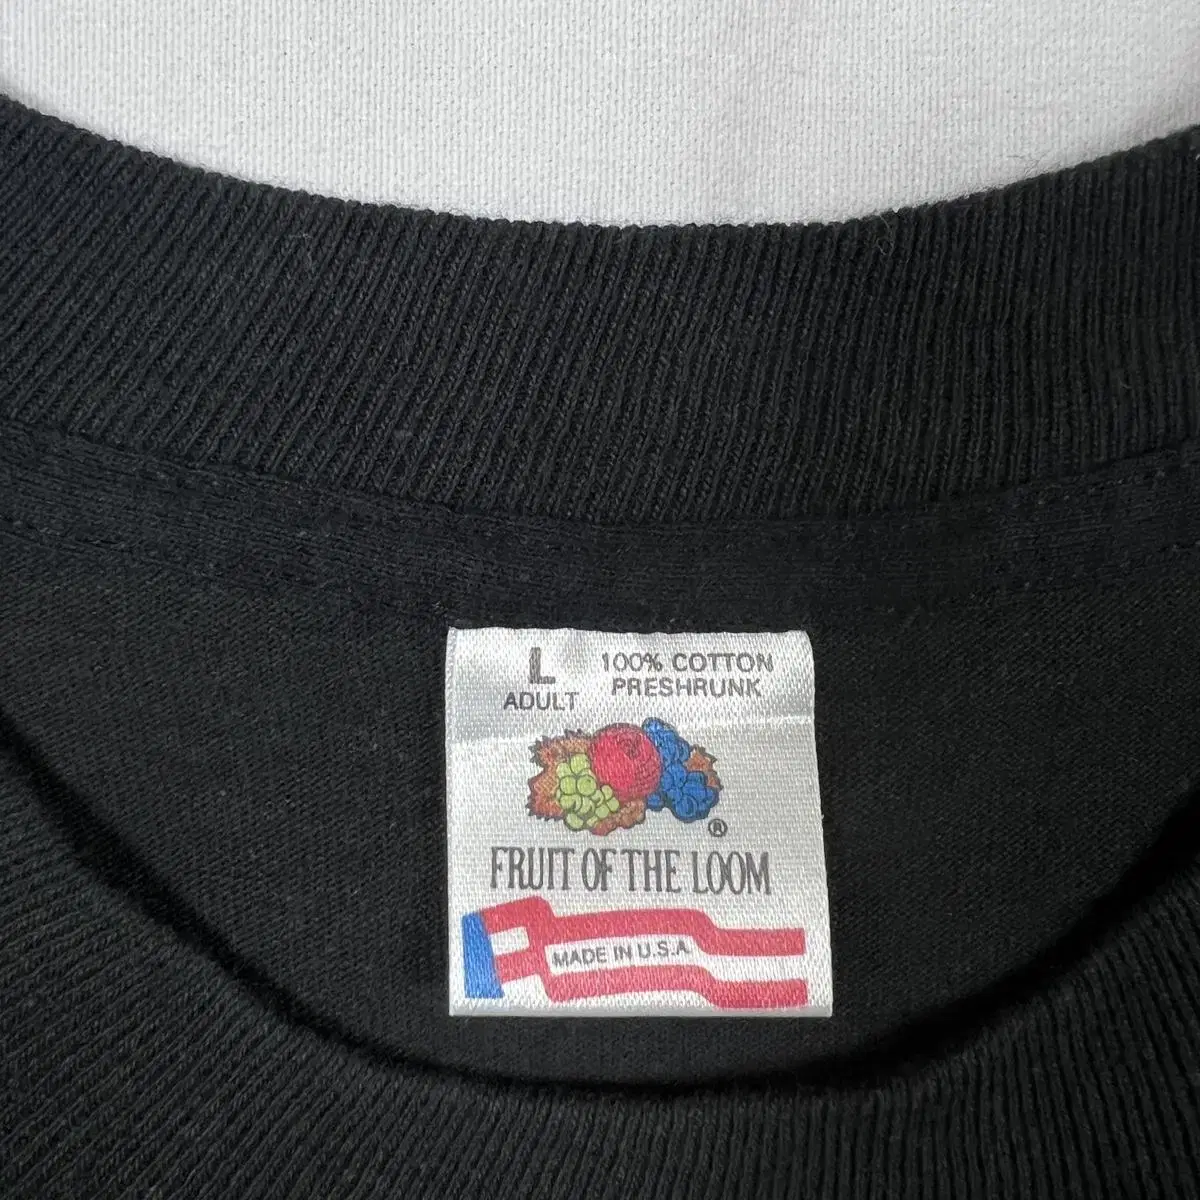 L 100% COTTON
ADULT PRESHRUNK
®
FRUIT OF THE LOOM
MADE IN U.S.A.